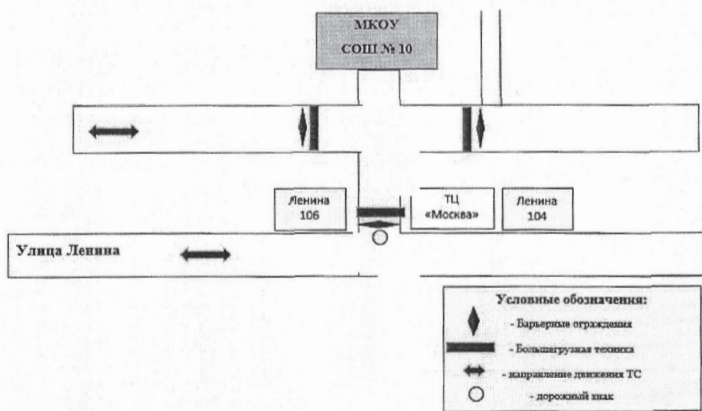 МКОУ
СОШ № 10
Ленина
106
ТЦ
«Москва»
Ленина
104
Улица Ленина
Условные обозначения:
- Барьерные ограждения
- Большегрузная техника
- направление движения ТС
- дорожный знак